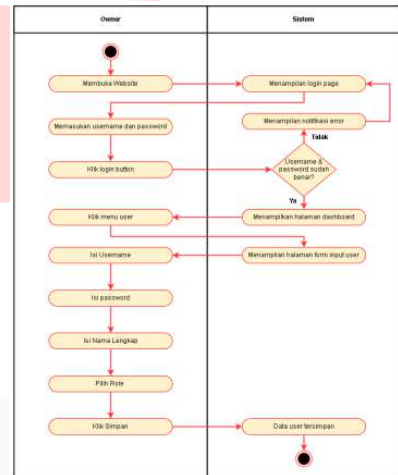 Owner
Sistem
Membuka Website
Menampilan login page
Memasukan username dan password
Menampilan notifikasi error
Tidak
Klik login button
Username &
password sudah
benar?
Ya
Klik menu user
Menampilkan halaman dashboard
Isi Username
Menampilan halaman form input user
Isi password
Isi Nama Lengkap
Pilih Role
Klik Simpan
Data user tersimpan